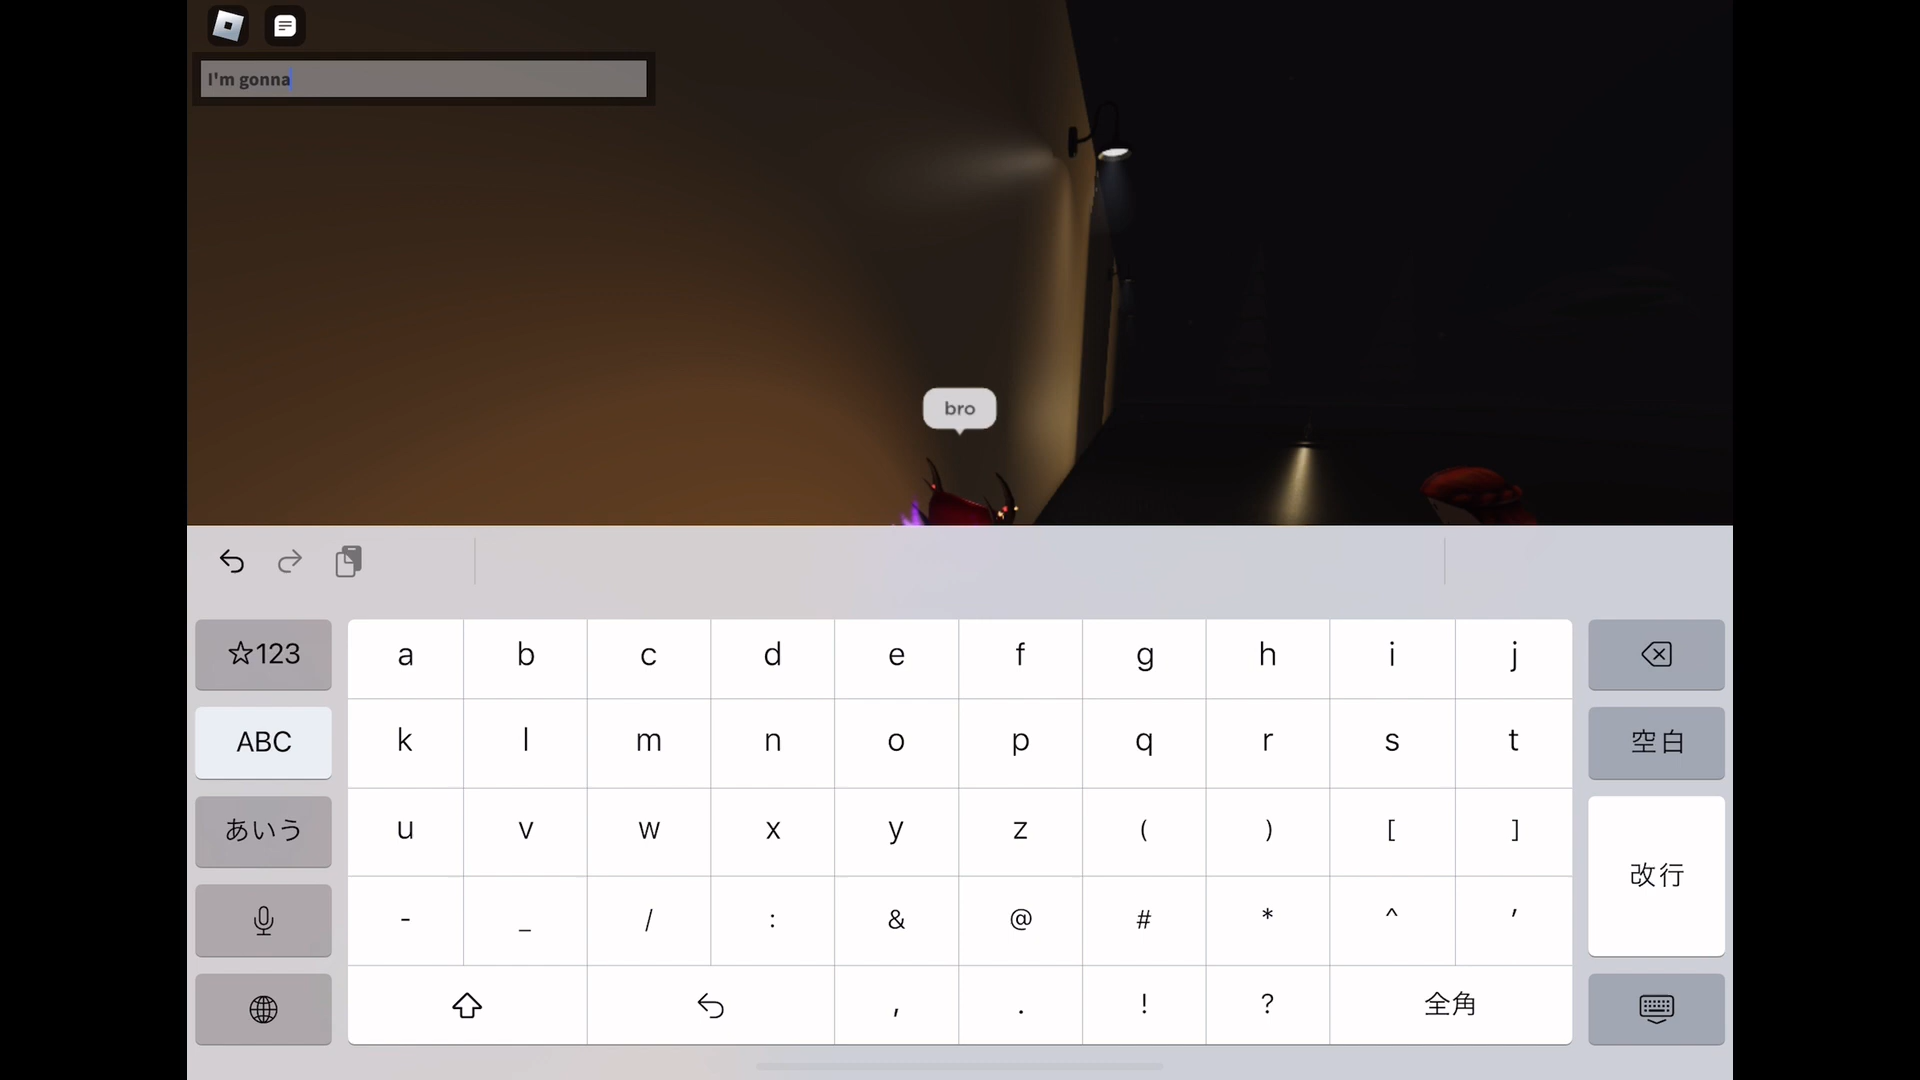 I'm gonna
bro
☆123 a b c d e f g h i j
ABC k l m n o p q r s t 空白
あいう u v w x y z ( ) [ ]
改行
- _ / : & @ # * ^ ′
, . ! ? 全角